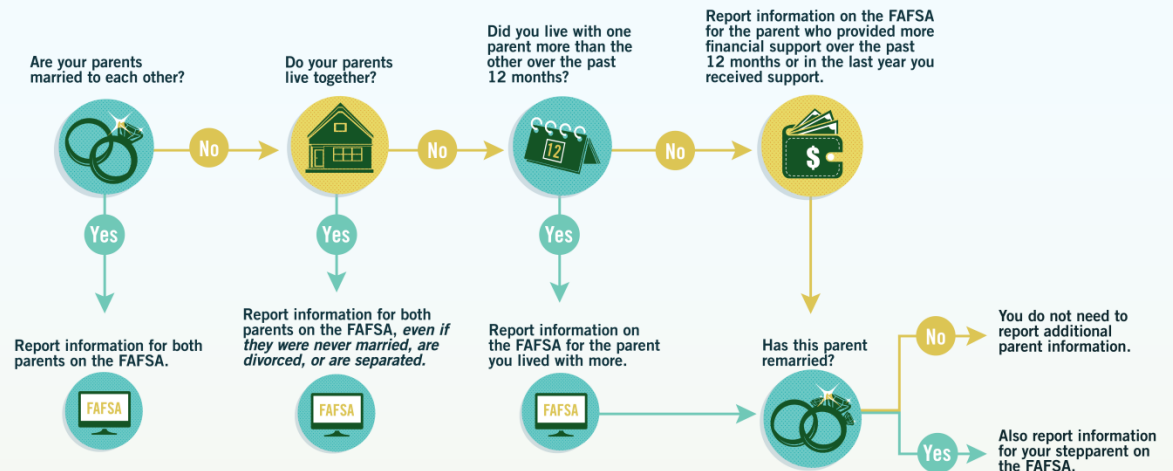 Are your parents
married to each other?
No
Yes
Report information for both
parents on the FAFSA.
FAFSA
Do your parents
live together?
No
Yes
Report information for both
parents on the FAFSA, even if
they were never married, are
divorced, or are separated.
FAFSA
Did you live with one
parent more than the
other over the past
12 months?
12
No
Yes
Report information on
the FAFSA for the parent
you lived with more.
FAFSA
Report information on the FAFSA
for the parent who provided more
financial support over the past
12 months or in the last year you
received support.
$
Has this parent
remarried?
No
You do not need to
report additional
parent information.
Yes
Also report information
for your stepparent on
the FAFSA.